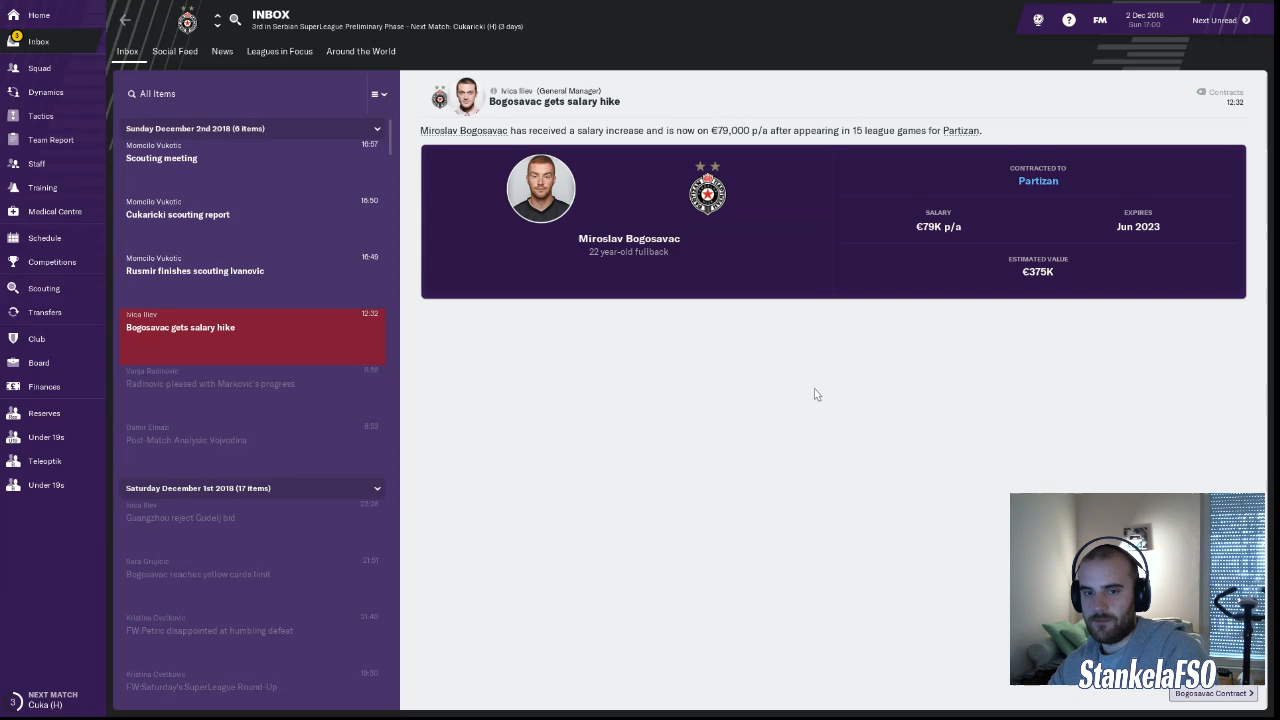 INBOX
3rd in Serbian SuperLeague Preliminary Phase - Next Match: Cukaricki (H) (3 days)
FM
2 Dec 2018
Sun 17:00
Next Unread
Inbox
Social Feed
News
Leagues in Focus
Around the World
Home
3
Inbox
Squad
Dynamics
Tactics
Team Report
Staff
Training
Medical Centre
Schedule
Competitions
Scouting
Transfers
Club
Board
Finances
Reserves
Under 19s
Teleoptik
Under 19s
3
NEXT MATCH
Cuka (H)
All Items
Sunday December 2nd 2018 (6 Items)
Momcilo Vukotic 16:57
Scouting meeting
Momcilo Vukotic 16:50
Cukaricki scouting report
Momcilo Vukotic 16:49
Rusmir finishes scouting Ivanovic
Ivica Iliev 12:32
Bogosavac gets salary hike
Vanja Radinovic 8:56
Radinovic pleased with Markovic's progress
Damir Elmazi 8:53
Post-Match Analysis: Vojvodina
Saturday December 1st 2018 (17 Items)
Ivica Iliev 23:28
Guangzhou reject Gudelj bid
Sara Grujicic 21:51
Bogosavac reaches yellow cards limit
Kristina Cvetkovic 21:40
FW:Petric disappointed at humbling defeat
Kristina Cvetkovic 19:30
FW:Saturday's SuperLeague Round-Up
Ivica Iliev (General Manager)
Bogosavac gets salary hike
Contracts
12:32
Miroslav Bogosavac has received a salary increase and is now on €79,000 p/a after appearing in 15 league games for Partizan.
Miroslav Bogosavac
22 year-old fullback
CONTRACTED TO
Partizan
SALARY
€79K p/a
EXPIRES
Jun 2023
ESTIMATED VALUE
€375K
StankelaFSO
Bogosavac Contract